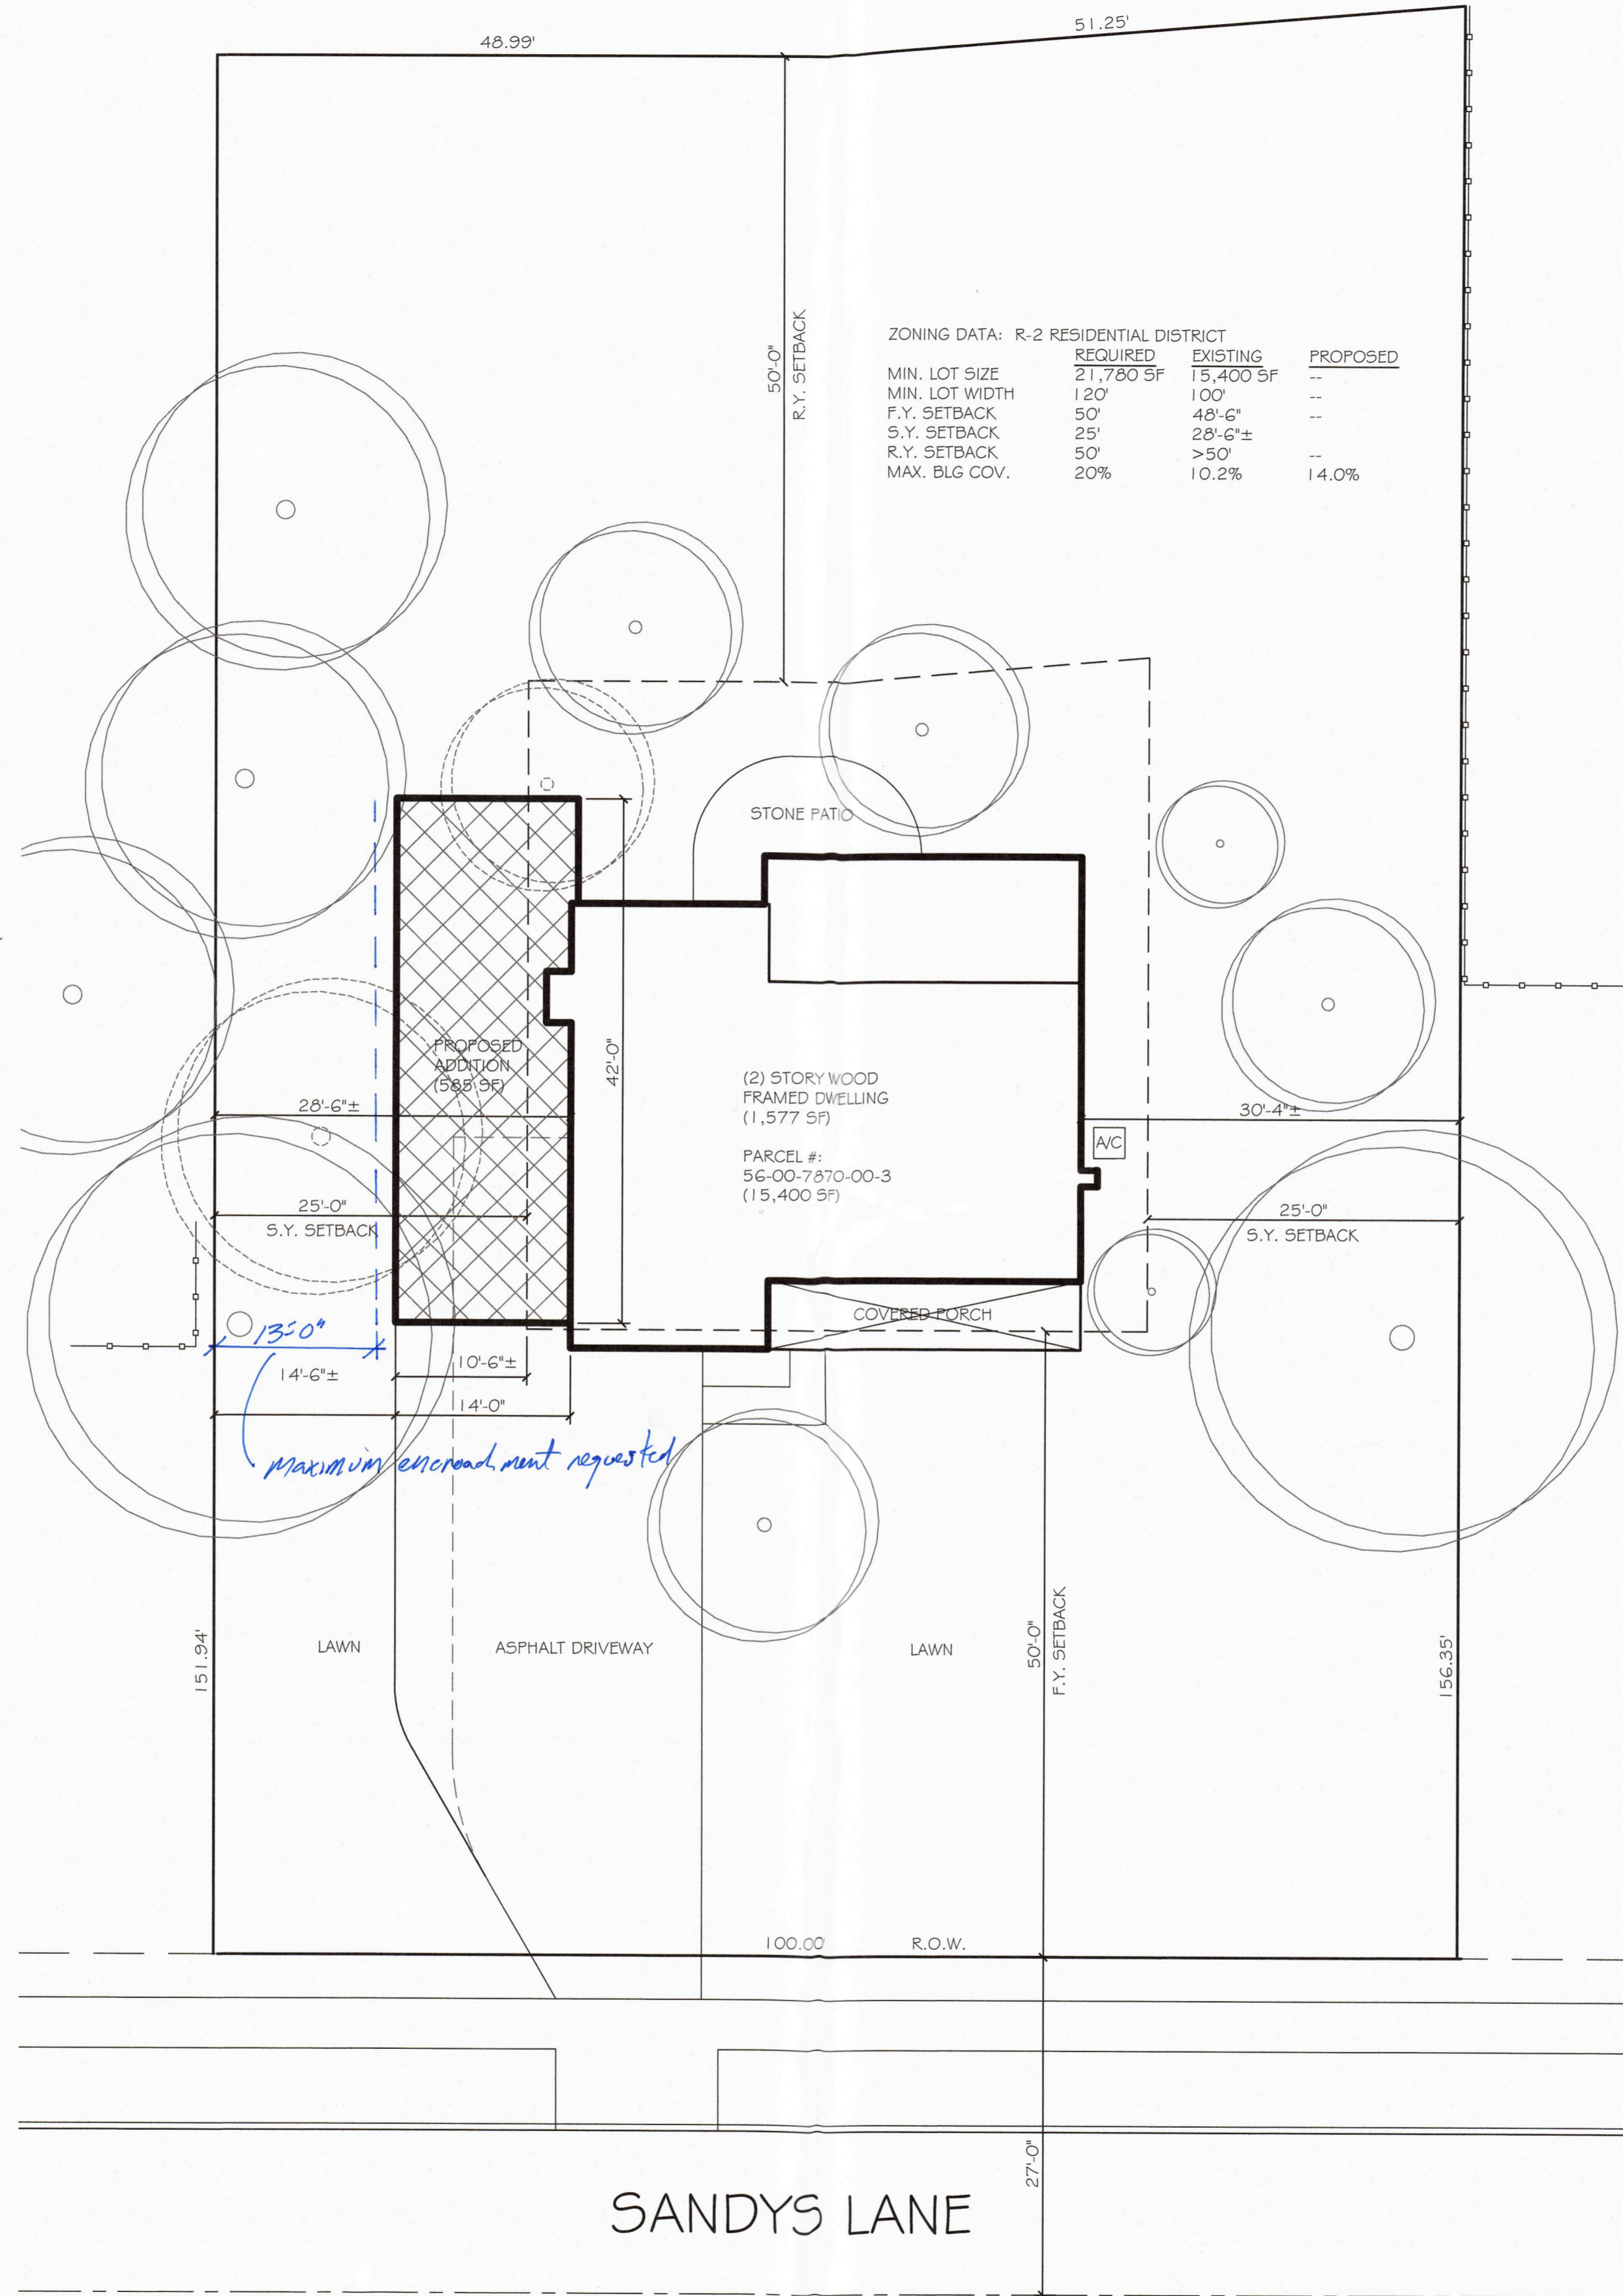 48.99'
51.25'
50'-0"
R.Y. SETBACK
ZONING DATA: R-2 RESIDENTIAL DISTRICT
REQUIRED EXISTING PROPOSED
MIN. LOT SIZE 21,780 SF 15,400 SF --
MIN. LOT WIDTH 120' 100' --
F.Y. SETBACK 50' 48'-6" --
S.Y. SETBACK 25' 28'-6"±
R.Y. SETBACK 50' >50' --
MAX. BLG COV. 20% 10.2% 14.0%
STONE PATIO
PROPOSED
ADDITION
(585 SF)
42'-0"
(2) STORY WOOD
FRAMED DWELLING
(1,577 SF)
PARCEL #:
56-00-7870-00-3
(15,400 SF)
28'-6"±
30'-4"±
A/C
25'-0"
S.Y. SETBACK
25'-0"
S.Y. SETBACK
COVERED PORCH
13'-0"
14'-6"±
10'-6"±
14'-0"
maximum encroachment requested
151.94'
LAWN
ASPHALT DRIVEWAY
LAWN
50'-0"
F.Y. SETBACK
156.35'
100.00'
R.O.W.
27'-0"
SANDYS LANE